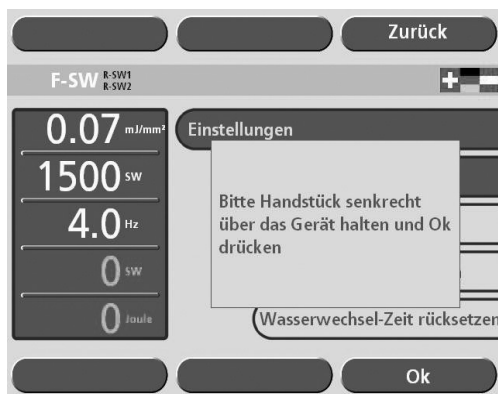 Zurück
F-SW R-SW1
R-SW2
0.07 mJ/mm²
Einstellungen
1500 SW
4.0 Hz
0 SW
0 Joule
Bitte Handstück senkrecht
über das Gerät halten und Ok
drücken
Wasserwechsel-Zeit rücksetzen
Ok